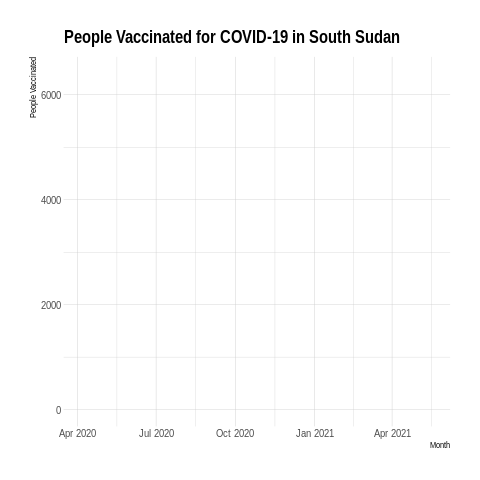 People Vaccinated for COVID-19 in South Sudan
People Vaccinated
6000
4000
2000
0
Apr 2020 Jul 2020 Oct 2020 Jan 2021 Apr 2021
Month